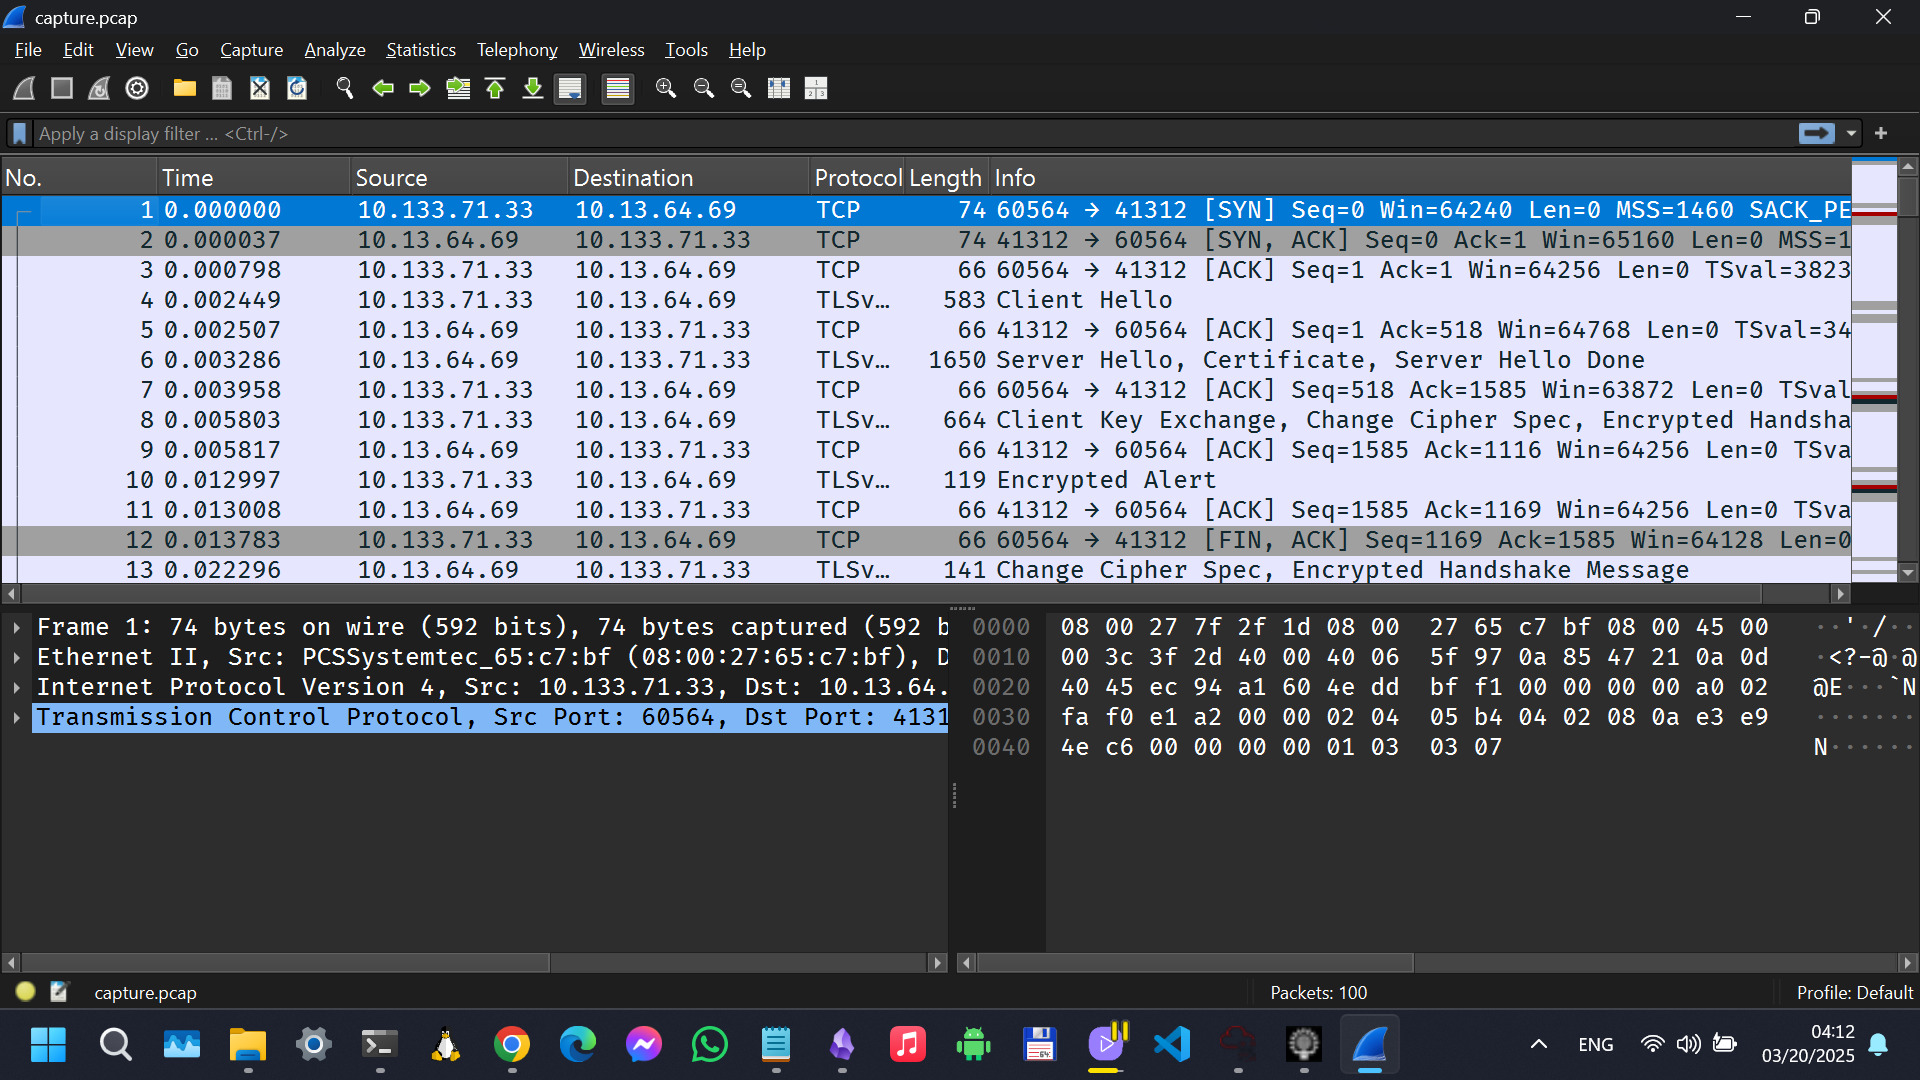 capture.pcap
File Edit View Go Capture Analyze Statistics Telephony Wireless Tools Help
Apply a display filter ... <Ctrl-/>
No. Time Source Destination Protocol Length Info
1 0.000000 10.133.71.33 10.13.64.69 TCP 74 60564 → 41312 [SYN] Seq=0 Win=64240 Len=0 MSS=1460 SACK_PE
2 0.000037 10.13.64.69 10.133.71.33 TCP 74 41312 → 60564 [SYN, ACK] Seq=0 Ack=1 Win=65160 Len=0 MSS=1
3 0.000798 10.133.71.33 10.13.64.69 TCP 66 60564 → 41312 [ACK] Seq=1 Ack=1 Win=64256 Len=0 TSval=3823
4 0.002449 10.133.71.33 10.13.64.69 TLSv… 583 Client Hello
5 0.002507 10.13.64.69 10.133.71.33 TCP 66 41312 → 60564 [ACK] Seq=1 Ack=518 Win=64768 Len=0 TSval=34
6 0.003286 10.13.64.69 10.133.71.33 TLSv… 1650 Server Hello, Certificate, Server Hello Done
7 0.003958 10.133.71.33 10.13.64.69 TCP 66 60564 → 41312 [ACK] Seq=518 Ack=1585 Win=63872 Len=0 TSval
8 0.005803 10.133.71.33 10.13.64.69 TLSv… 664 Client Key Exchange, Change Cipher Spec, Encrypted Handsha
9 0.005817 10.13.64.69 10.133.71.33 TCP 66 41312 → 60564 [ACK] Seq=1585 Ack=1116 Win=64256 Len=0 TSva
10 0.012997 10.133.71.33 10.13.64.69 TLSv… 119 Encrypted Alert
11 0.013008 10.13.64.69 10.133.71.33 TCP 66 41312 → 60564 [ACK] Seq=1585 Ack=1169 Win=64256 Len=0 TSva
12 0.013783 10.133.71.33 10.13.64.69 TCP 66 60564 → 41312 [FIN, ACK] Seq=1169 Ack=1585 Win=64128 Len=0
13 0.022296 10.13.64.69 10.133.71.33 TLSv… 141 Change Cipher Spec, Encrypted Handshake Message
Frame 1: 74 bytes on wire (592 bits), 74 bytes captured (592 b
Ethernet II, Src: PCSSystemtec_65:c7:bf (08:00:27:65:c7:bf), D
Internet Protocol Version 4, Src: 10.133.71.33, Dst: 10.13.64.
Transmission Control Protocol, Src Port: 60564, Dst Port: 4131
0000 08 00 27 7f 2f 1d 08 00 27 65 c7 bf 08 00 45 00 ··'·/··
0010 00 3c 3f 2d 40 00 40 06 5f 97 0a 85 47 21 0a 0d ·<?-@·@
0020 40 45 ec 94 a1 60 4e dd bf f1 00 00 00 00 a0 02 @E···`N
0030 fa f0 e1 a2 00 00 02 04 05 b4 04 02 08 0a e3 e9 ·······
0040 4e c6 00 00 00 00 01 03 03 07 N······
capture.pcap Packets: 100 Profile: Default
64
ENG
04:12
03/20/2025